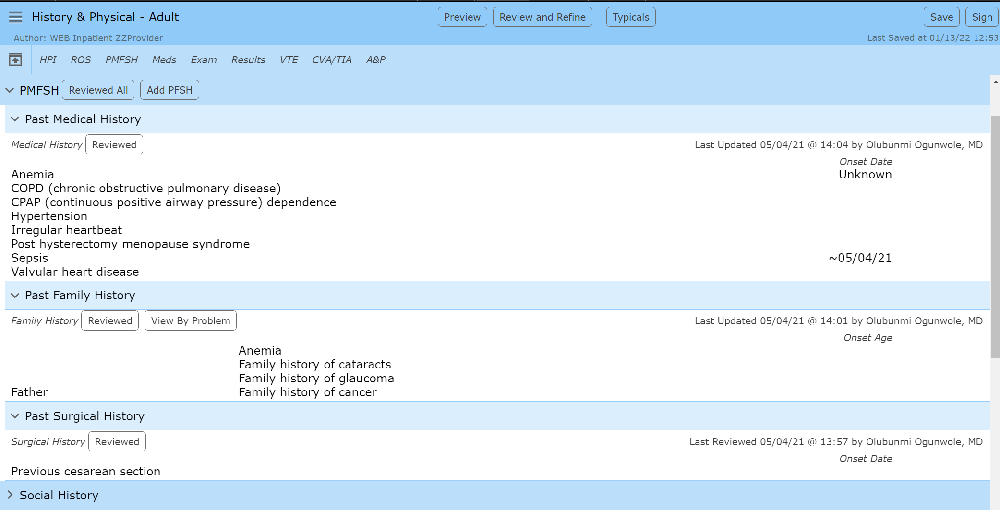 History & Physical - Adult Preview Review and Refine Typicals Save Sign
Author: WEB Inpatient ZZProvider Last Saved at 01/13/22 12:53
HPI ROS PMFSH Meds Exam Results VTE CVA/TIA A&P
PMFSH Reviewed All Add PFSH
Past Medical History
Medical History Reviewed Last Updated 05/04/21 @ 14:04 by Olubunmi Ogunwole, MD
Onset Date
Anemia Unknown
COPD (chronic obstructive pulmonary disease)
CPAP (continuous positive airway pressure) dependence
Hypertension
Irregular heartbeat
Post hysterectomy menopause syndrome
Sepsis ~05/04/21
Valvular heart disease
Past Family History
Family History Reviewed View By Problem Last Updated 05/04/21 @ 14:01 by Olubunmi Ogunwole, MD
Onset Age
Anemia
Family history of cataracts
Family history of glaucoma
Father Family history of cancer
Past Surgical History
Surgical History Reviewed Last Reviewed 05/04/21 @ 13:57 by Olubunmi Ogunwole, MD
Onset Date
Previous cesarean section
Social History